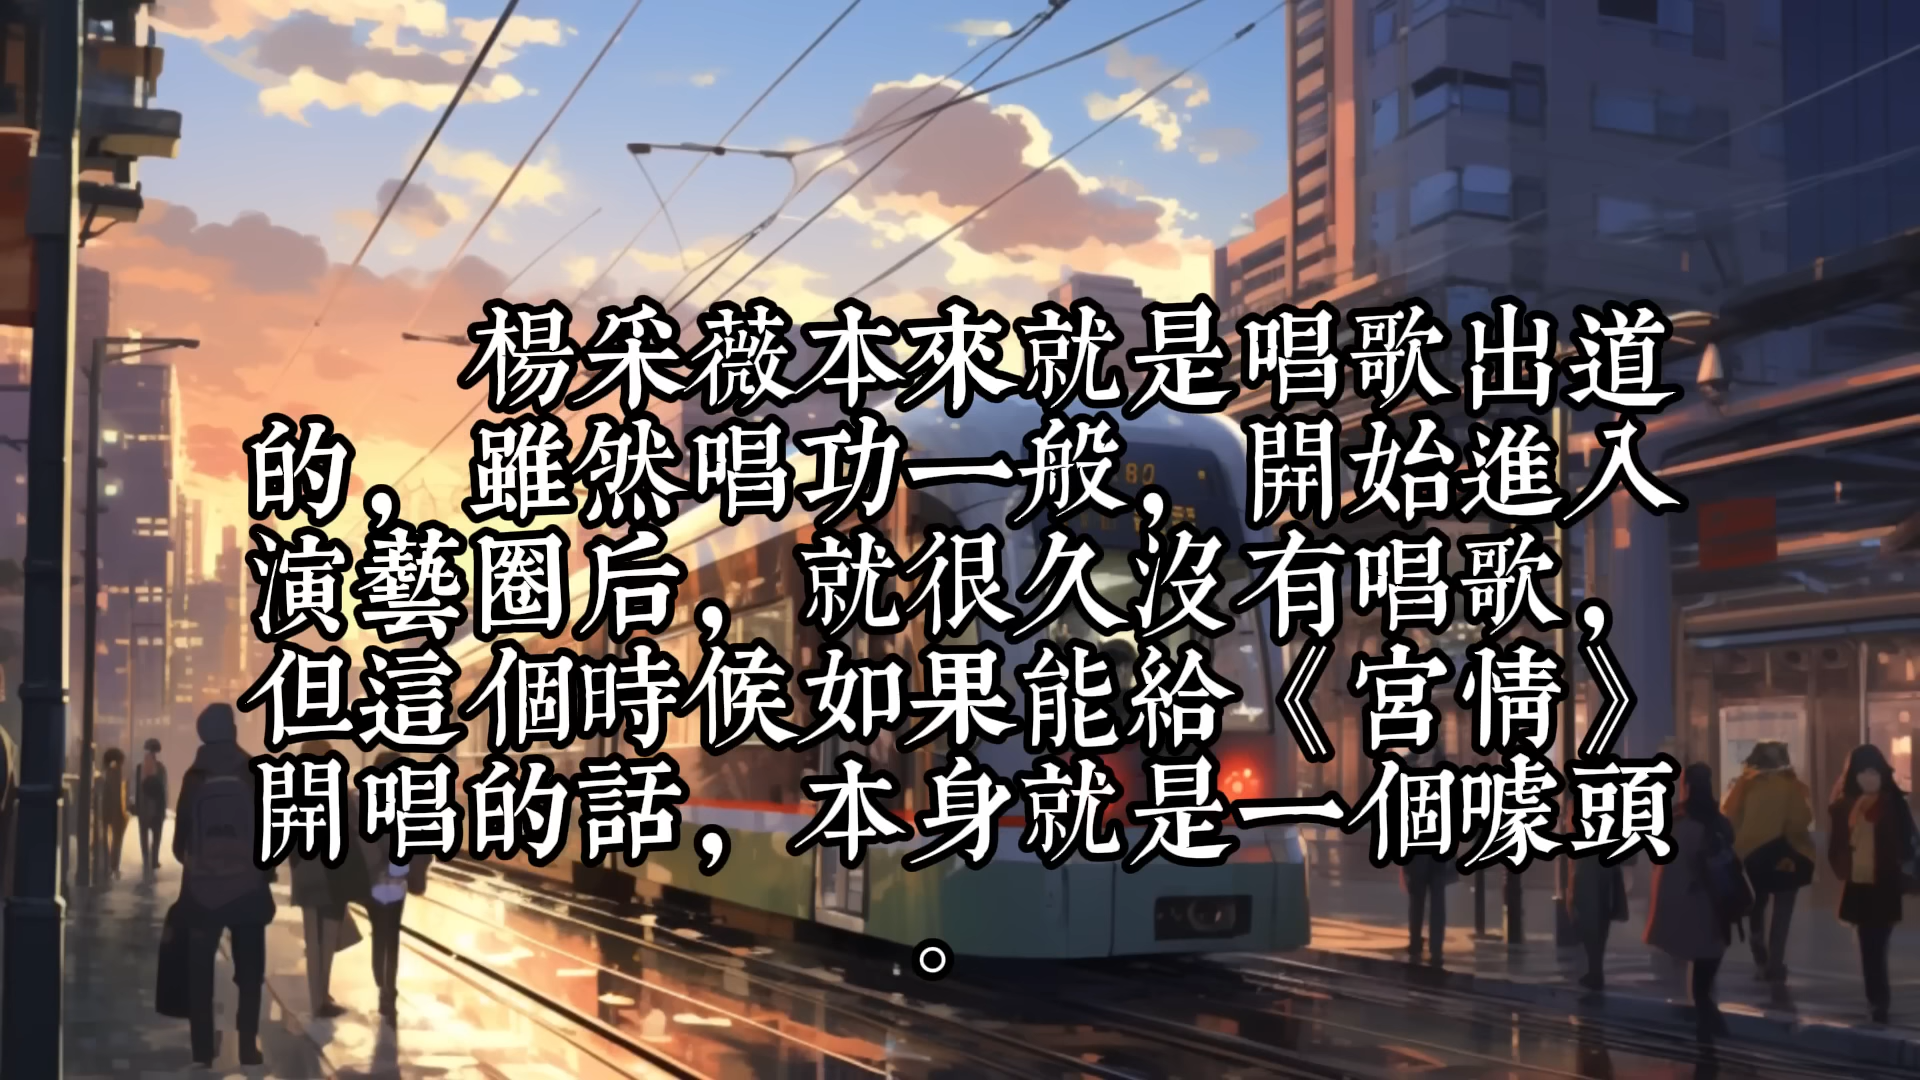 楊采薇本來就是唱歌出道
的，雖然唱功一般，開始進入
演藝圈后，就很久沒有唱歌，
但這個時候如果能給《宮情》
開唱的話，本身就是一個噱頭
。
80